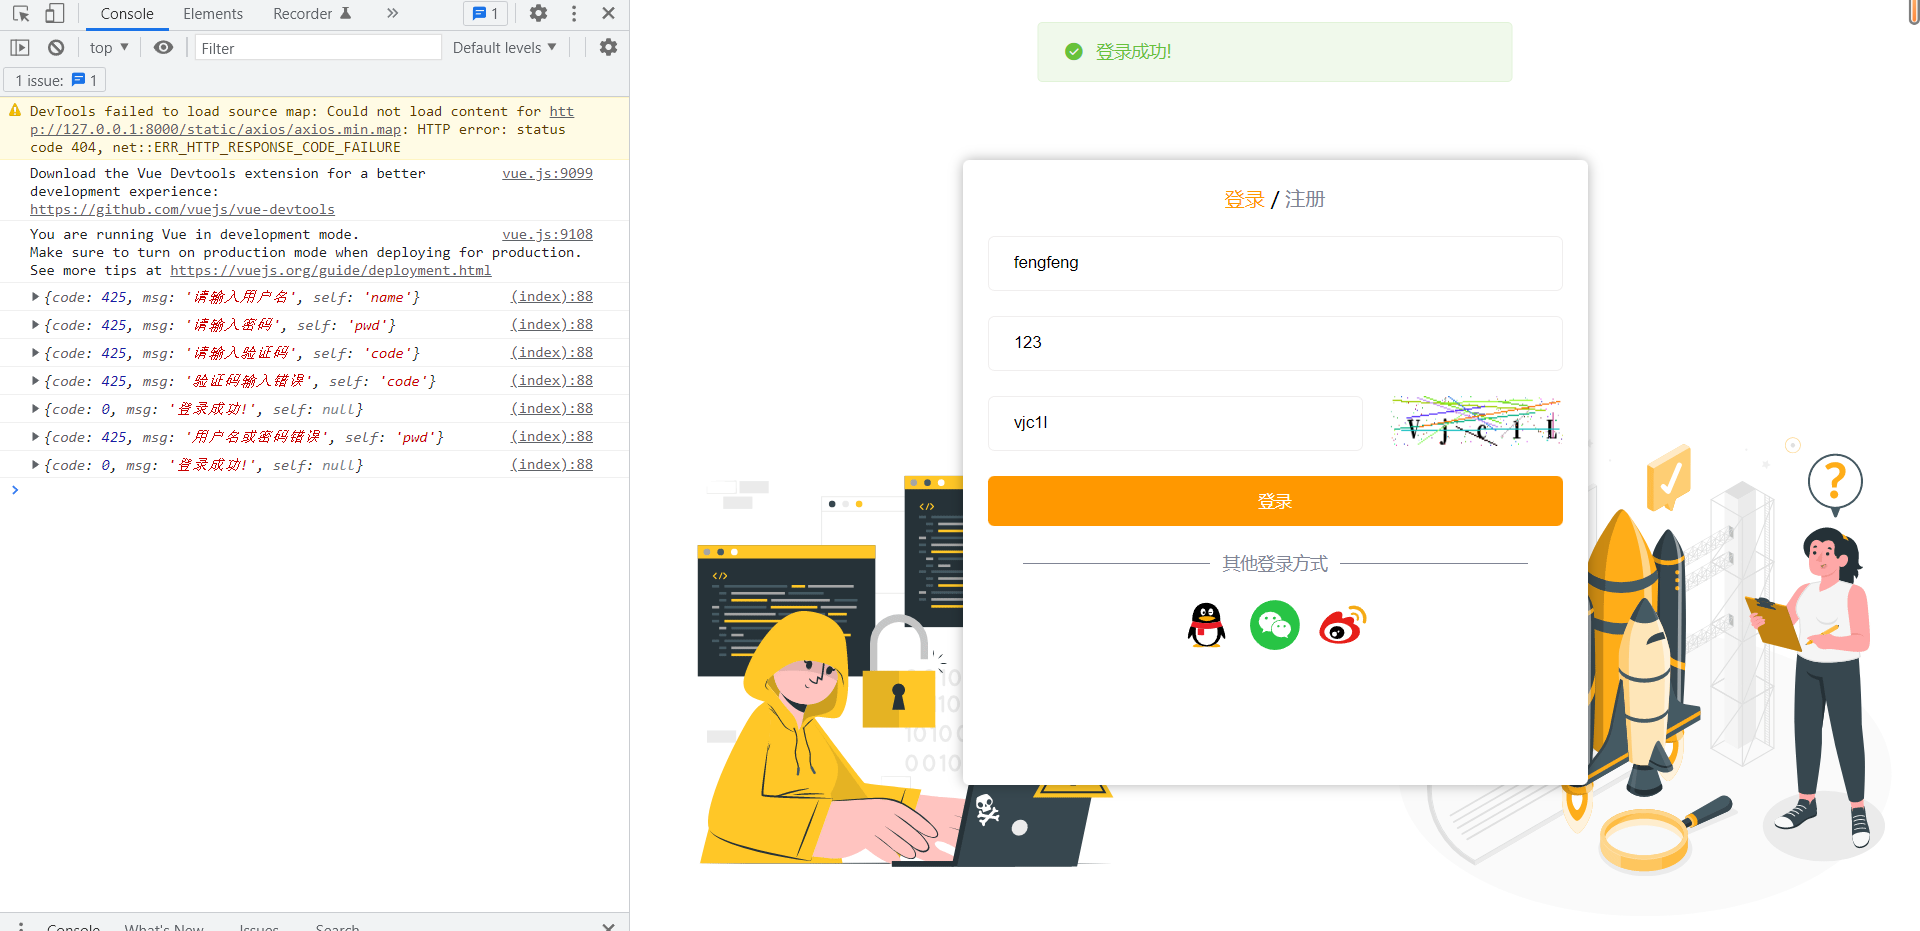 Console Elements Recorder 1
top Filter Default levels
1 issue: 1
DevTools failed to load source map: Could not load content for htt
p://127.0.0.1:8000/static/axios/axios.min.map: HTTP error: status
code 404, net::ERR_HTTP_RESPONSE_CODE_FAILURE
Download the Vue Devtools extension for a better vue.js:9099
development experience:
https://github.com/vuejs/vue-devtools
You are running Vue in development mode. vue.js:9108
Make sure to turn on production mode when deploying for production.
See more tips at https://vuejs.org/guide/deployment.html
{code: 425, msg: '请输入用户名', self: 'name'} (index):88
{code: 425, msg: '请输入密码', self: 'pwd'} (index):88
{code: 425, msg: '请输入验证码', self: 'code'} (index):88
{code: 425, msg: '验证码输入错误', self: 'code'} (index):88
{code: 0, msg: '登录成功!', self: null} (index):88
{code: 425, msg: '用户名或密码错误', self: 'pwd'} (index):88
{code: 0, msg: '登录成功!', self: null} (index):88
Console What's New Issues Search
登录成功!
登录 / 注册
fengfeng
123
vjc1l
V j c 1 L
登录
其他登录方式